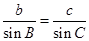 b / sin B = c / sin C